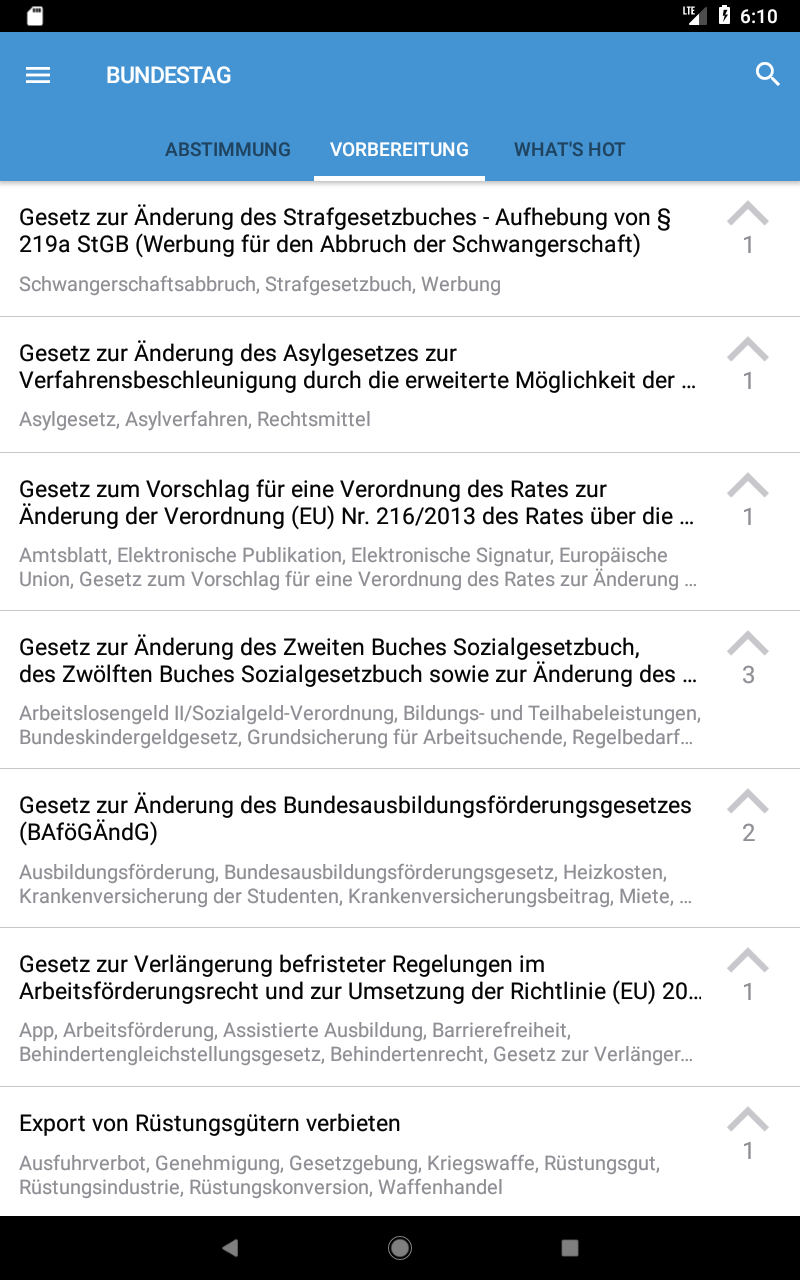 LTE 6:10
BUNDESTAG
ABSTIMMUNG VORBEREITUNG WHAT'S HOT
Gesetz zur Änderung des Strafgesetzbuches - Aufhebung von §
219a StGB (Werbung für den Abbruch der Schwangerschaft)
1
Schwangerschaftsabbruch, Strafgesetzbuch, Werbung
Gesetz zur Änderung des Asylgesetzes zur
Verfahrensbeschleunigung durch die erweiterte Möglichkeit der ...
1
Asylgesetz, Asylverfahren, Rechtsmittel
Gesetz zum Vorschlag für eine Verordnung des Rates zur
Änderung der Verordnung (EU) Nr. 216/2013 des Rates über die ...
1
Amtsblatt, Elektronische Publikation, Elektronische Signatur, Europäische
Union, Gesetz zum Vorschlag für eine Verordnung des Rates zur Änderung ...
Gesetz zur Änderung des Zweiten Buches Sozialgesetzbuch,
des Zwölften Buches Sozialgesetzbuch sowie zur Änderung des ...
3
Arbeitslosengeld II/Sozialgeld-Verordnung, Bildungs- und Teilhabeleistungen,
Bundeskindergeldgesetz, Grundsicherung für Arbeitsuchende, Regelbedarf...
Gesetz zur Änderung des Bundesausbildungsförderungsgesetzes
(BAföGÄndG)
2
Ausbildungsförderung, Bundesausbildungsförderungsgesetz, Heizkosten,
Krankenversicherung der Studenten, Krankenversicherungsbeitrag, Miete, ...
Gesetz zur Verlängerung befristeter Regelungen im
Arbeitsförderungsrecht und zur Umsetzung der Richtlinie (EU) 20...
1
App, Arbeitsförderung, Assistierte Ausbildung, Barrierefreiheit,
Behindertengleichstellungsgesetz, Behindertenrecht, Gesetz zur Verlänger...
Export von Rüstungsgütern verbieten
1
Ausfuhrverbot, Genehmigung, Gesetzgebung, Kriegswaffe, Rüstungsgut,
Rüstungsindustrie, Rüstungskonversion, Waffenhandel